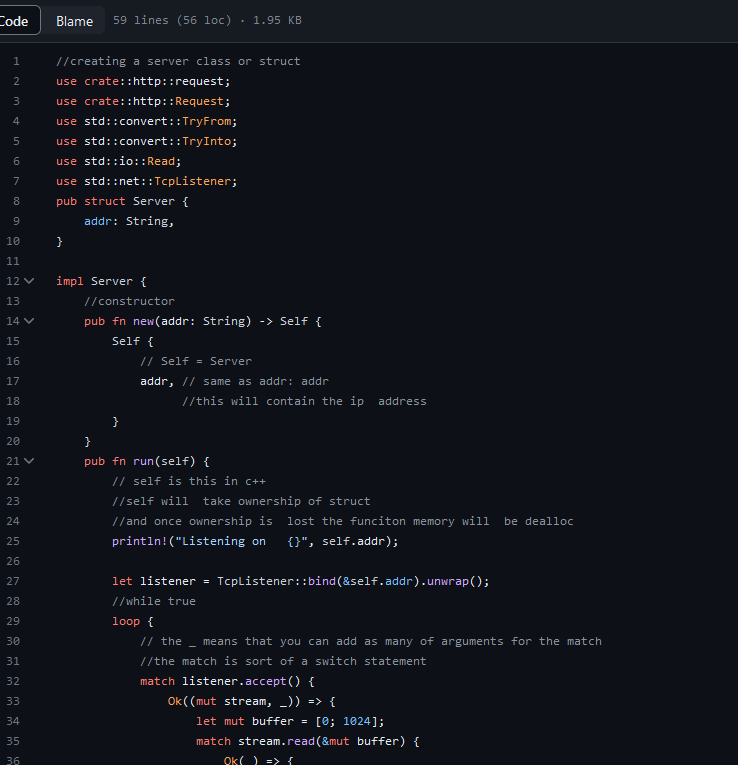 Code Blame 59 lines (56 loc) · 1.95 KB
1 //creating a server class or struct
2 use crate::http::request;
3 use crate::http::Request;
4 use std::convert::TryFrom;
5 use std::convert::TryInto;
6 use std::io::Read;
7 use std::net::TcpListener;
8 pub struct Server {
9     addr: String,
10 }
11
12 impl Server {
13     //constructor
14     pub fn new(addr: String) -> Self {
15         Self {
16             // Self = Server
17             addr, // same as addr: addr
18                   //this will contain the ip  address
19         }
20     }
21     pub fn run(self) {
22         // self is this in c++
23         //self will  take ownership of struct
24         //and once ownership is  lost the funciton memory will  be dealloc
25         println!("Listening on   {}", self.addr);
26
27         let listener = TcpListener::bind(&self.addr).unwrap();
28         //while true
29         loop {
30             // the _ means that you can add as many of arguments for the match
31             //the match is sort of a switch statement
32             match listener.accept() {
33                 Ok((mut stream, _)) => {
34                     let mut buffer = [0; 1024];
35                     match stream.read(&mut buffer) {
36                         Ok(_) => {